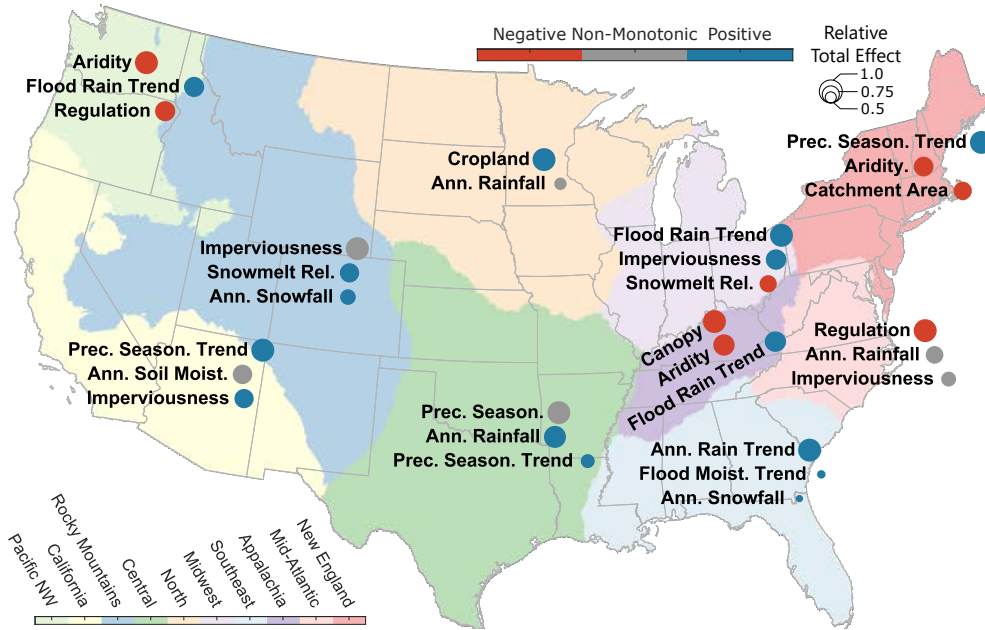 Negative Non-Monotonic Positive
Relative
Total Effect
1.0
0.75
0.5
Aridity
Flood Rain Trend
Regulation
Cropland
Ann. Rainfall
Prec. Season. Trend
Aridity.
Catchment Area
Flood Rain Trend
Imperviousness
Snowmelt Rel.
Imperviousness
Snowmelt Rel.
Ann. Snowfall
Canopy
Aridity
Flood Rain Trend
Regulation
Ann. Rainfall
Imperviousness
Prec. Season. Trend
Ann. Soil Moist.
Imperviousness
Prec. Season.
Ann. Rainfall
Prec. Season. Trend
Ann. Rain Trend
Flood Moist. Trend
Ann. Snowfall
Pacific NW
California
Rocky Mountains
Central
North
Midwest
Southeast
Appalachia
Mid-Atlantic
New England